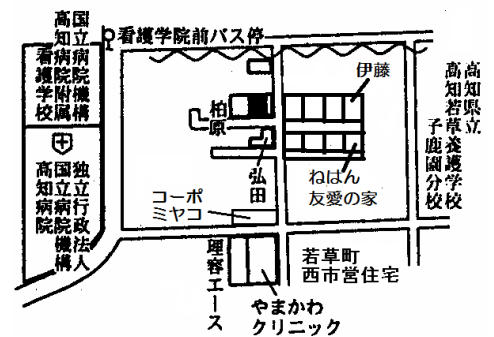 看護学院前バス停
国立病院機構
高知病院附属
看護学校
独立行政法人
国立病院機構
高知病院
柏原
弘田
伊藤
ねはん
友愛の家
高知県立
高知若草養護学校
子鹿園分校
コーポ
ミヤコ
理容エース
やまかわ
クリニック
若草町
西市営住宅